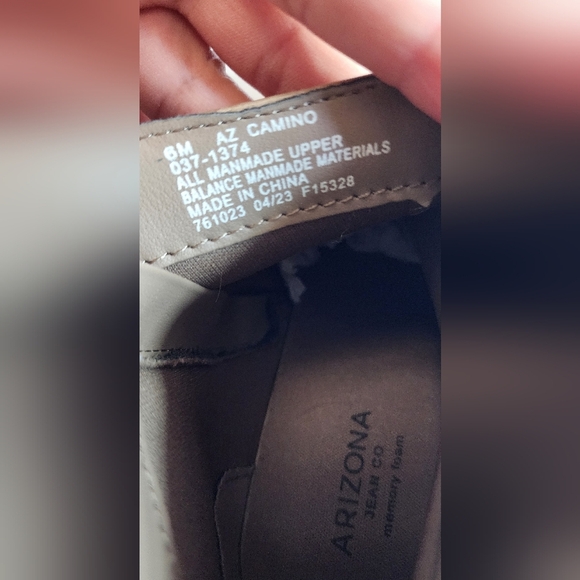 6M AZ CAMINO
037-1374
ALL MANMADE UPPER
BALANCE MANMADE MATERIALS
MADE IN CHINA
761023 04/23 F15328
ARIZONA
JEAN CO
memory foam